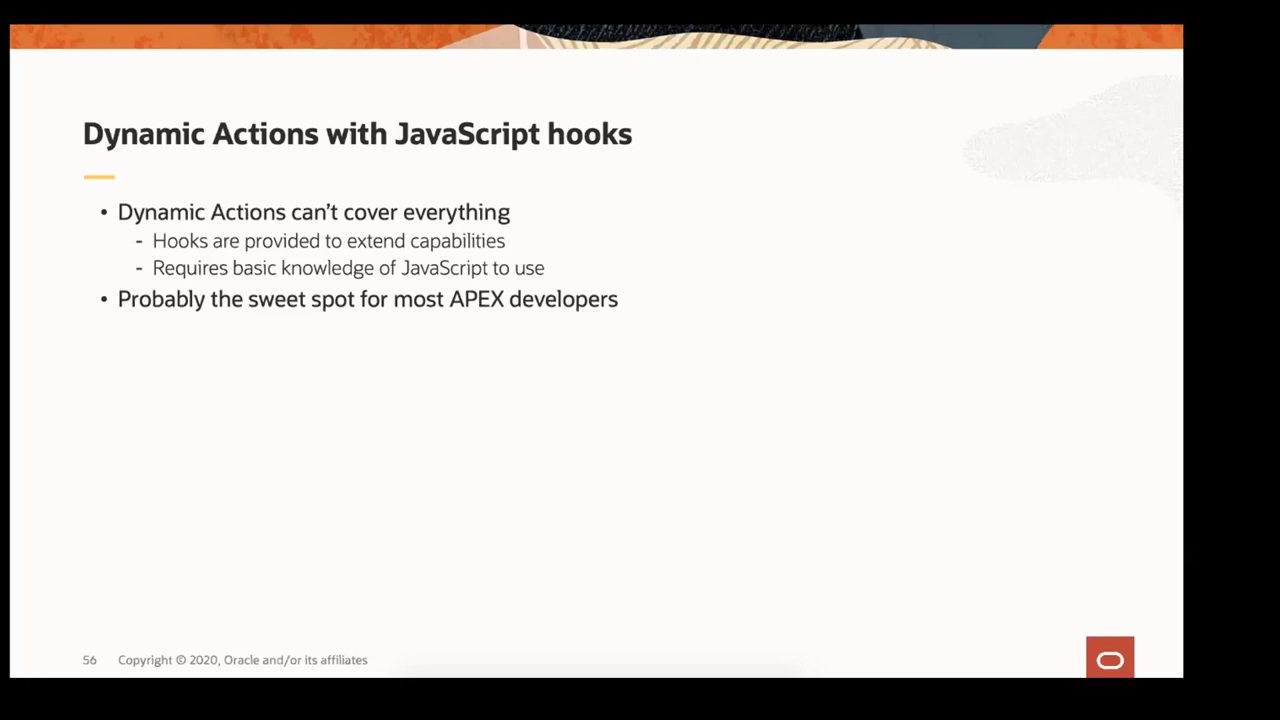 Dynamic Actions with JavaScript hooks
• Dynamic Actions can’t cover everything
- Hooks are provided to extend capabilities
- Requires basic knowledge of JavaScript to use
• Probably the sweet spot for most APEX developers
56 Copyright © 2020, Oracle and/or its affiliates